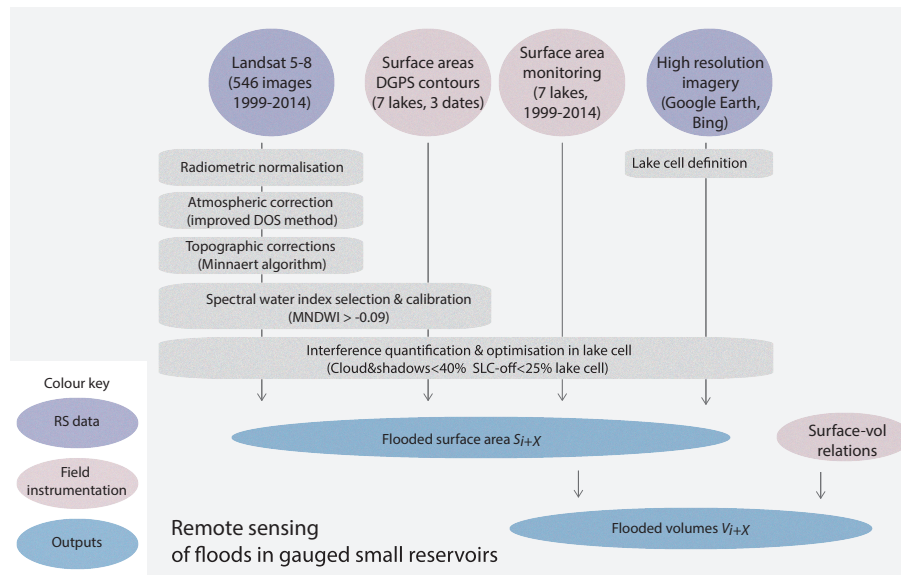 Landsat 5-8
(546 images
1999-2014)
Surface areas
DGPS contours
(7 lakes, 3 dates)
Surface area
monitoring
(7 lakes,
1999-2014)
High resolution
imagery
(Google Earth,
Bing)
Radiometric normalisation
Lake cell definition
Atmospheric correction
(improved DOS method)
Topographic corrections
(Minnaert algorithm)
Spectral water index selection & calibration
(MNDWI > -0.09)
Interference quantification & optimisation in lake cell
(Cloud&shadows<40% SLC-off<25% lake cell)
Colour key
RS data
Field
instrumentation
Outputs
Flooded surface area Si+X
Surface-vol
relations
Flooded volumes Vi+X
Remote sensing
of floods in gauged small reservoirs